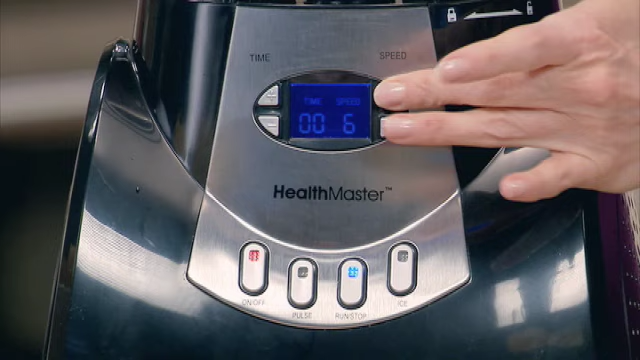 TIME SPEED
TIME SPEED
00 6
HealthMaster™
ON/OFF PULSE RUN/STOP ICE